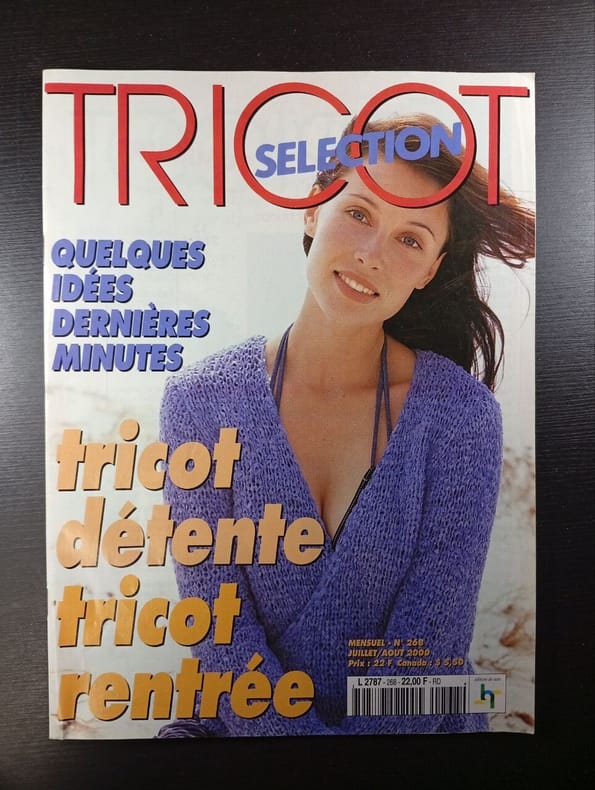 TRICOT
SELECTION
QUELQUES
IDÉES
DERNIÈRES
MINUTES
tricot
détente
tricot
rentrée
MENSUEL - N° 268
JUILLET/AOUT 2000
Prix : 22 F Canada : $ 5,50
L 2787 - 268 - 22,00 F - RD